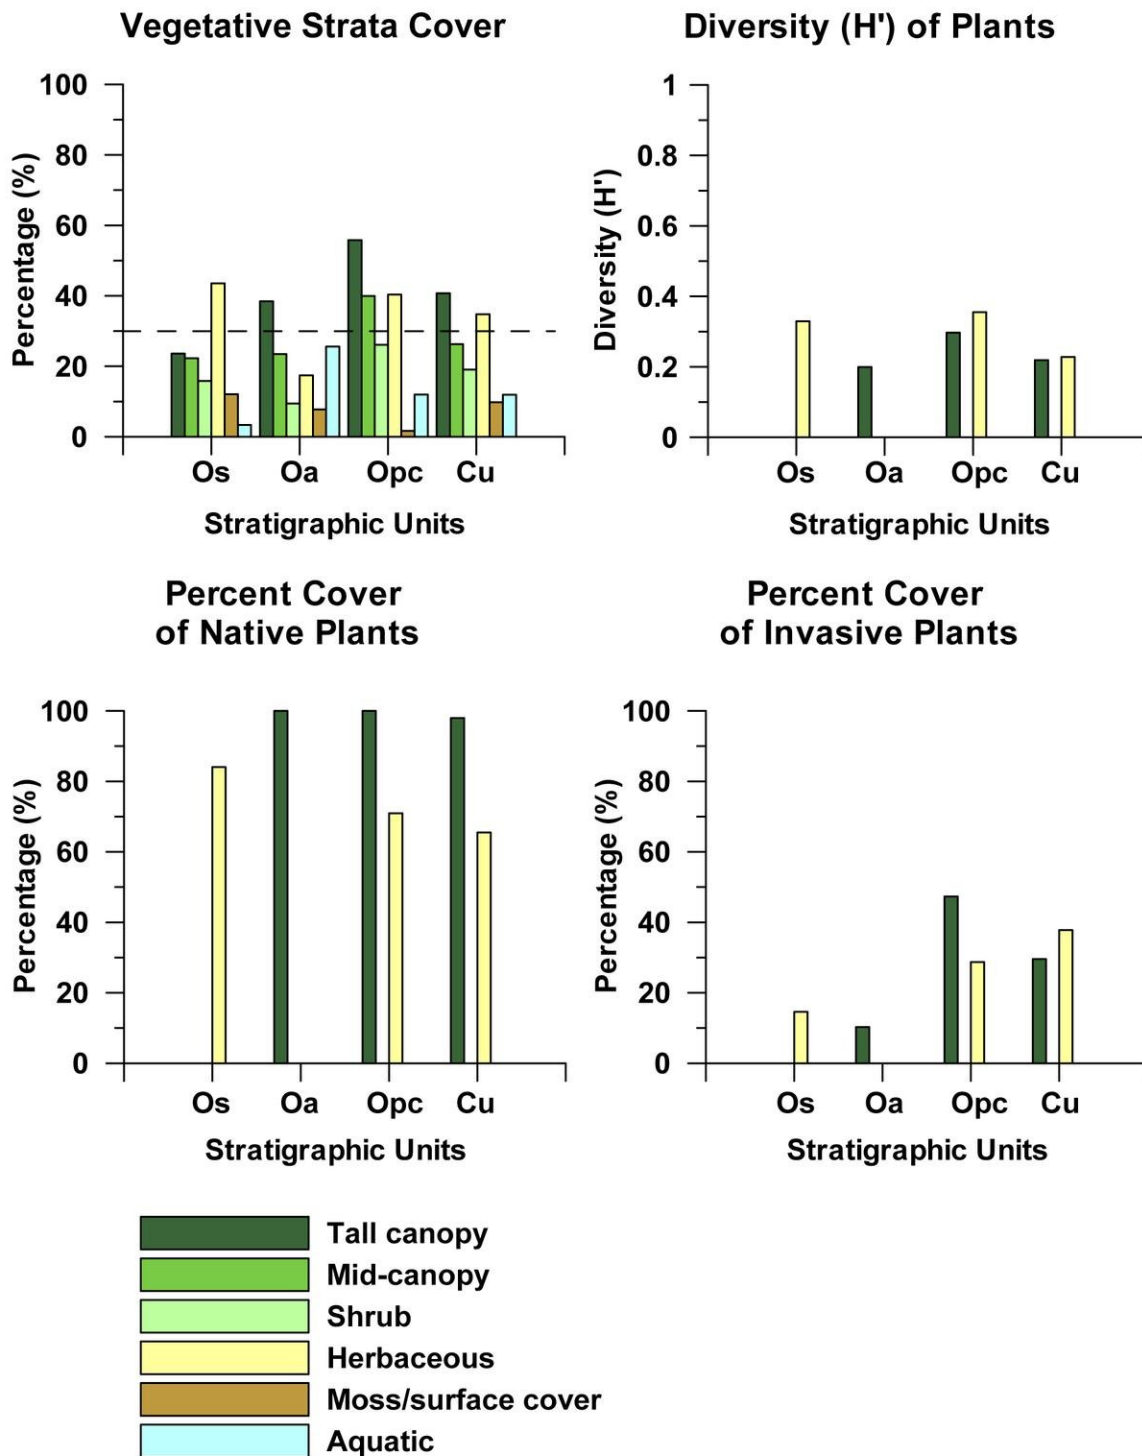 Vegetative Strata Cover
100
80
60
40
20
0
Percentage (%)
Os Oa Opc Cu
Stratigraphic Units
Diversity (H') of Plants
1
0.8
0.6
0.4
0.2
0
Diversity (H')
Os Oa Opc Cu
Stratigraphic Units
Percent Cover
of Native Plants
100
80
60
40
20
0
Percentage (%)
Os Oa Opc Cu
Stratigraphic Units
Percent Cover
of Invasive Plants
100
80
60
40
20
0
Percentage (%)
Os Oa Opc Cu
Stratigraphic Units
Tall canopy
Mid-canopy
Shrub
Herbaceous
Moss/surface cover
Aquatic